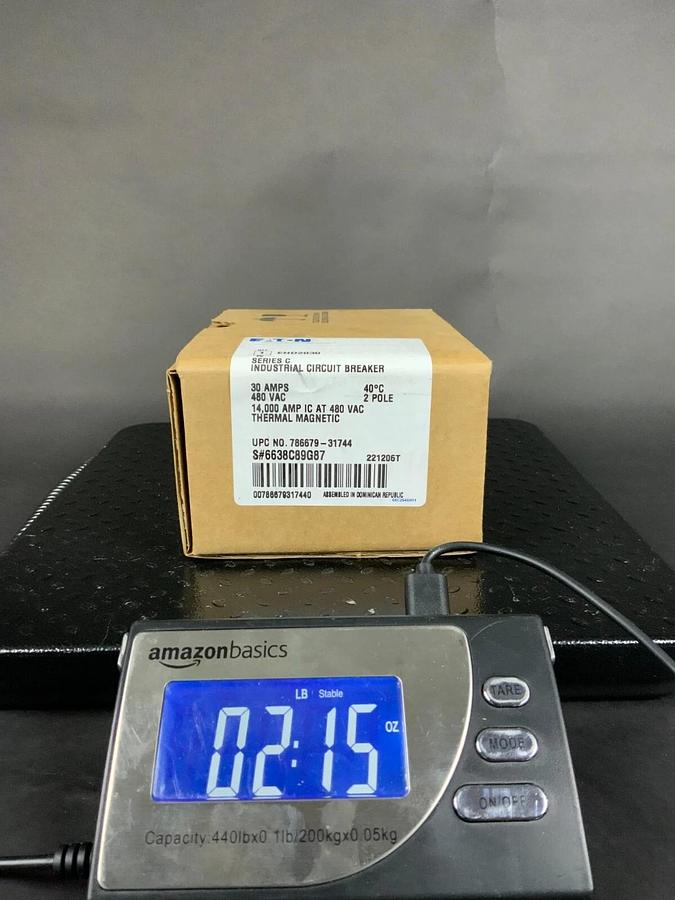 EATON
EHD2030
SERIES C
INDUSTRIAL CIRCUIT BREAKER
30 AMPS 40°C
480 VAC 2 POLE
14,000 AMP IC AT 480 VAC
THERMAL MAGNETIC
UPC NO. 786679-31744
S#6638C89G87 221206T
00786679317440 ASSEMBLED IN DOMINICAN REPUBLIC
amazonbasics
LB Stable
02:15 OZ
Capacity:440lbx0.1lb/200kgx0.05kg
TARE
MODE
ON/OFF